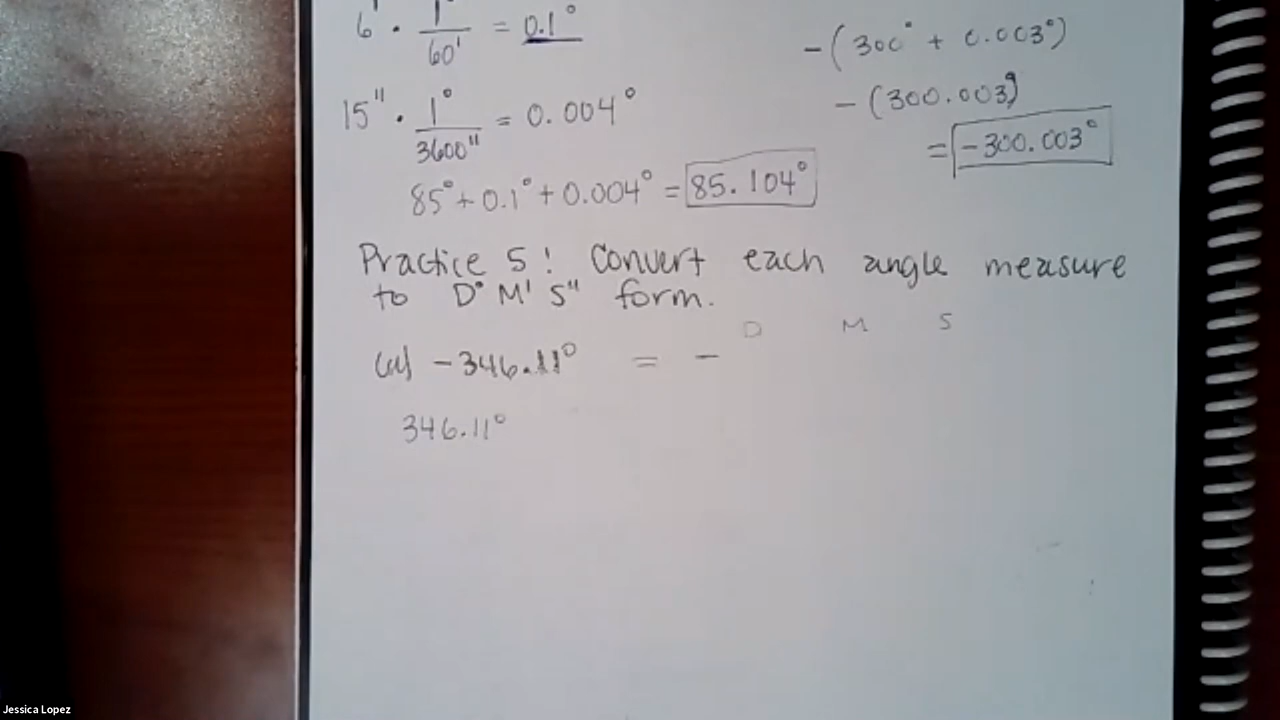 6' · 1°/60' = 0.1°
15" · 1°/3600" = 0.004°
85° + 0.1° + 0.004° = 85.104°
-(300° + 0.003°)
-(300.003°)
= -300.003°
Practice 5: Convert each angle measure
to D° M' S" form.
D M S
(a) -346.11° = -
346.11°
Jessica Lopez